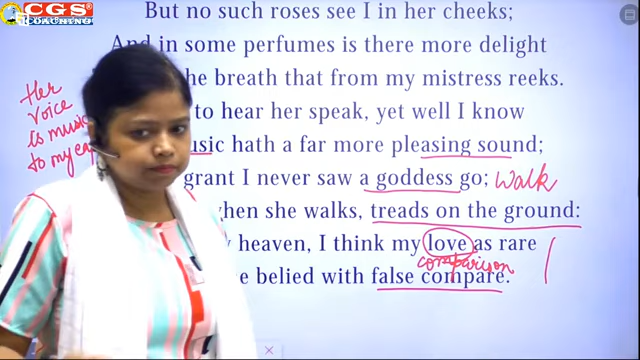 CGS
COACHING
But no such roses see I in her cheeks;
And in some perfumes is there more delight
he breath that from my mistress reeks.
to hear her speak, yet well I know
usic hath a far more pleasing sound;
grant I never saw a goddess go; walk
when she walks, treads on the ground:
heaven, I think my love as rare
comparison
belied with false compare.
Her
voice
is music
to my ear